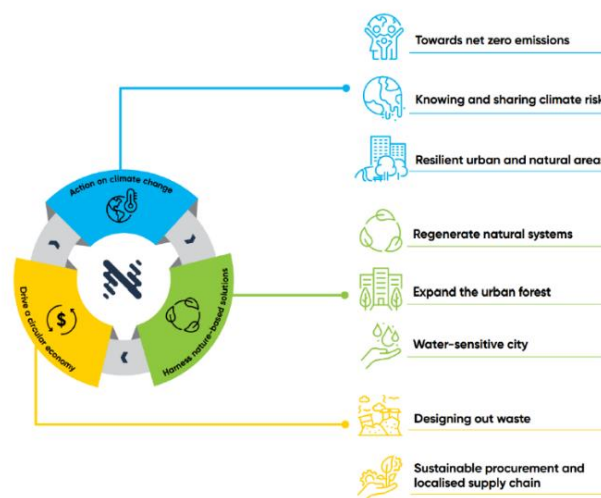 Towards net zero emissions
Knowing and sharing climate risk
Resilient urban and natural area
Action on climate change
Regenerate natural systems
Expand the urban forest
Harness nature-based solutions
Drive a circular economy
$
Water-sensitive city
Designing out waste
Sustainable procurement and
localised supply chain